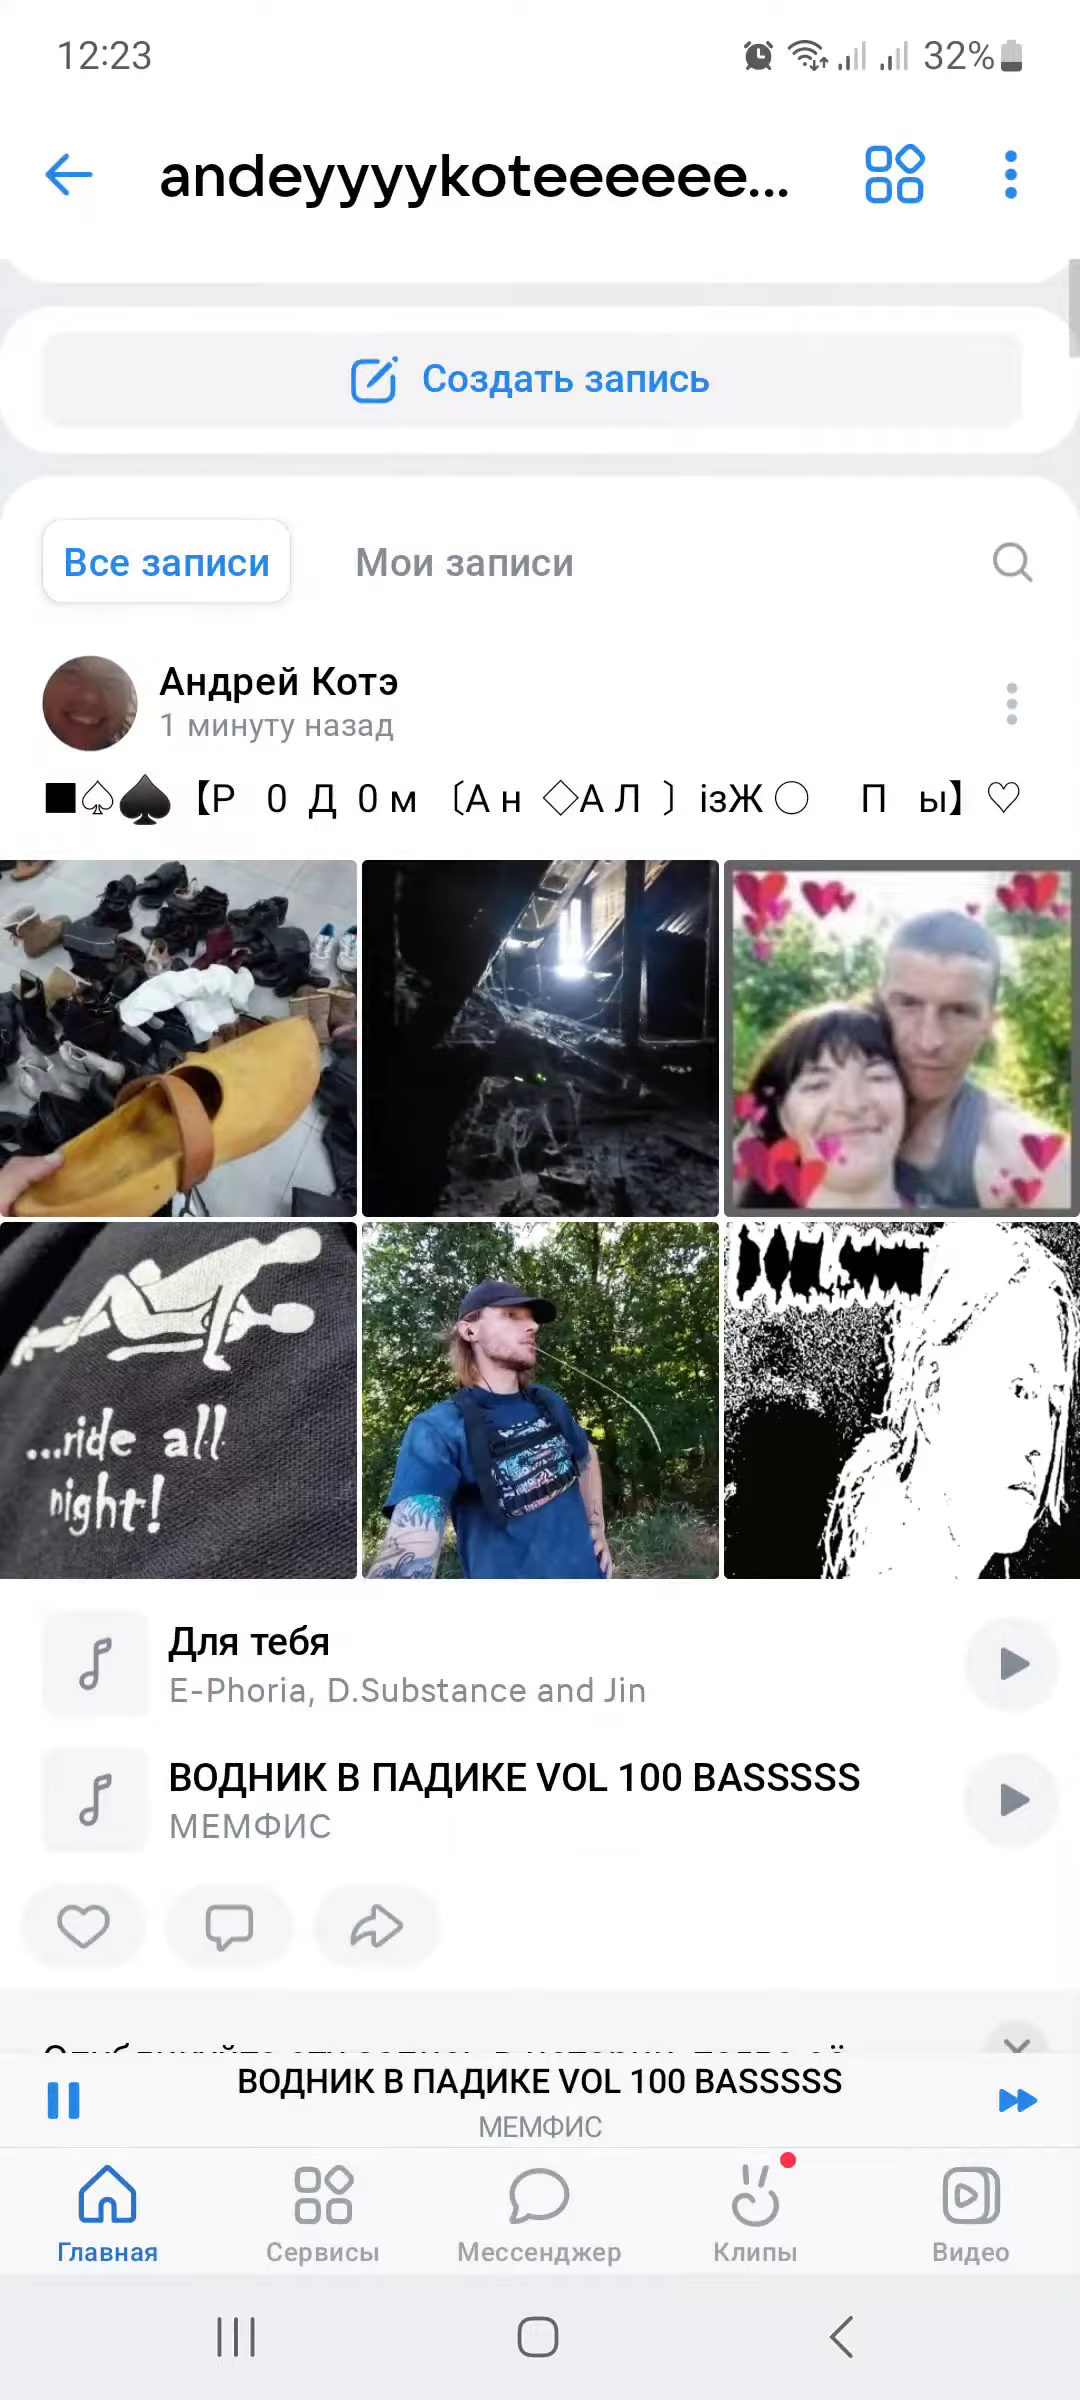 12:23
32%
andeyyyykoteeeeee...
Создать запись
Все записи
Мои записи
Андрей Котэ
1 минуту назад
■♤♠️【Р 0 Д 0 м 〔А н ◇А Л 〕ізЖ○ П ы】♡
...ride all
night!
Для тебя
E-Phoria, D.Substance and Jin
ВОДНИК В ПАДИКЕ VOL 100 BASSSSS
МЕМФИС
ВОДНИК В ПАДИКЕ VOL 100 BASSSSS
МЕМФИС
Главная
Сервисы
Мессенджер
Клипы
Видео